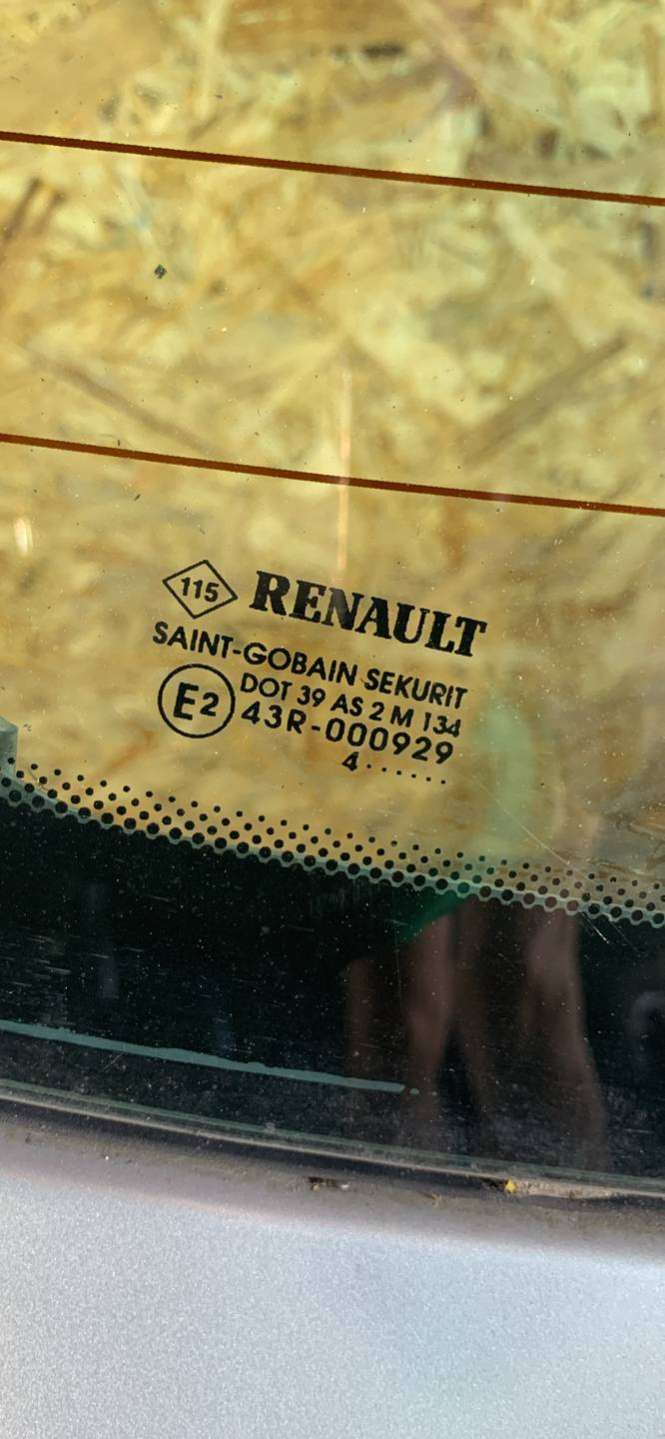 115 RENAULT
SAINT-GOBAIN SEKURIT
E2 DOT 39 AS 2 M 134
43R-000929
4 ······